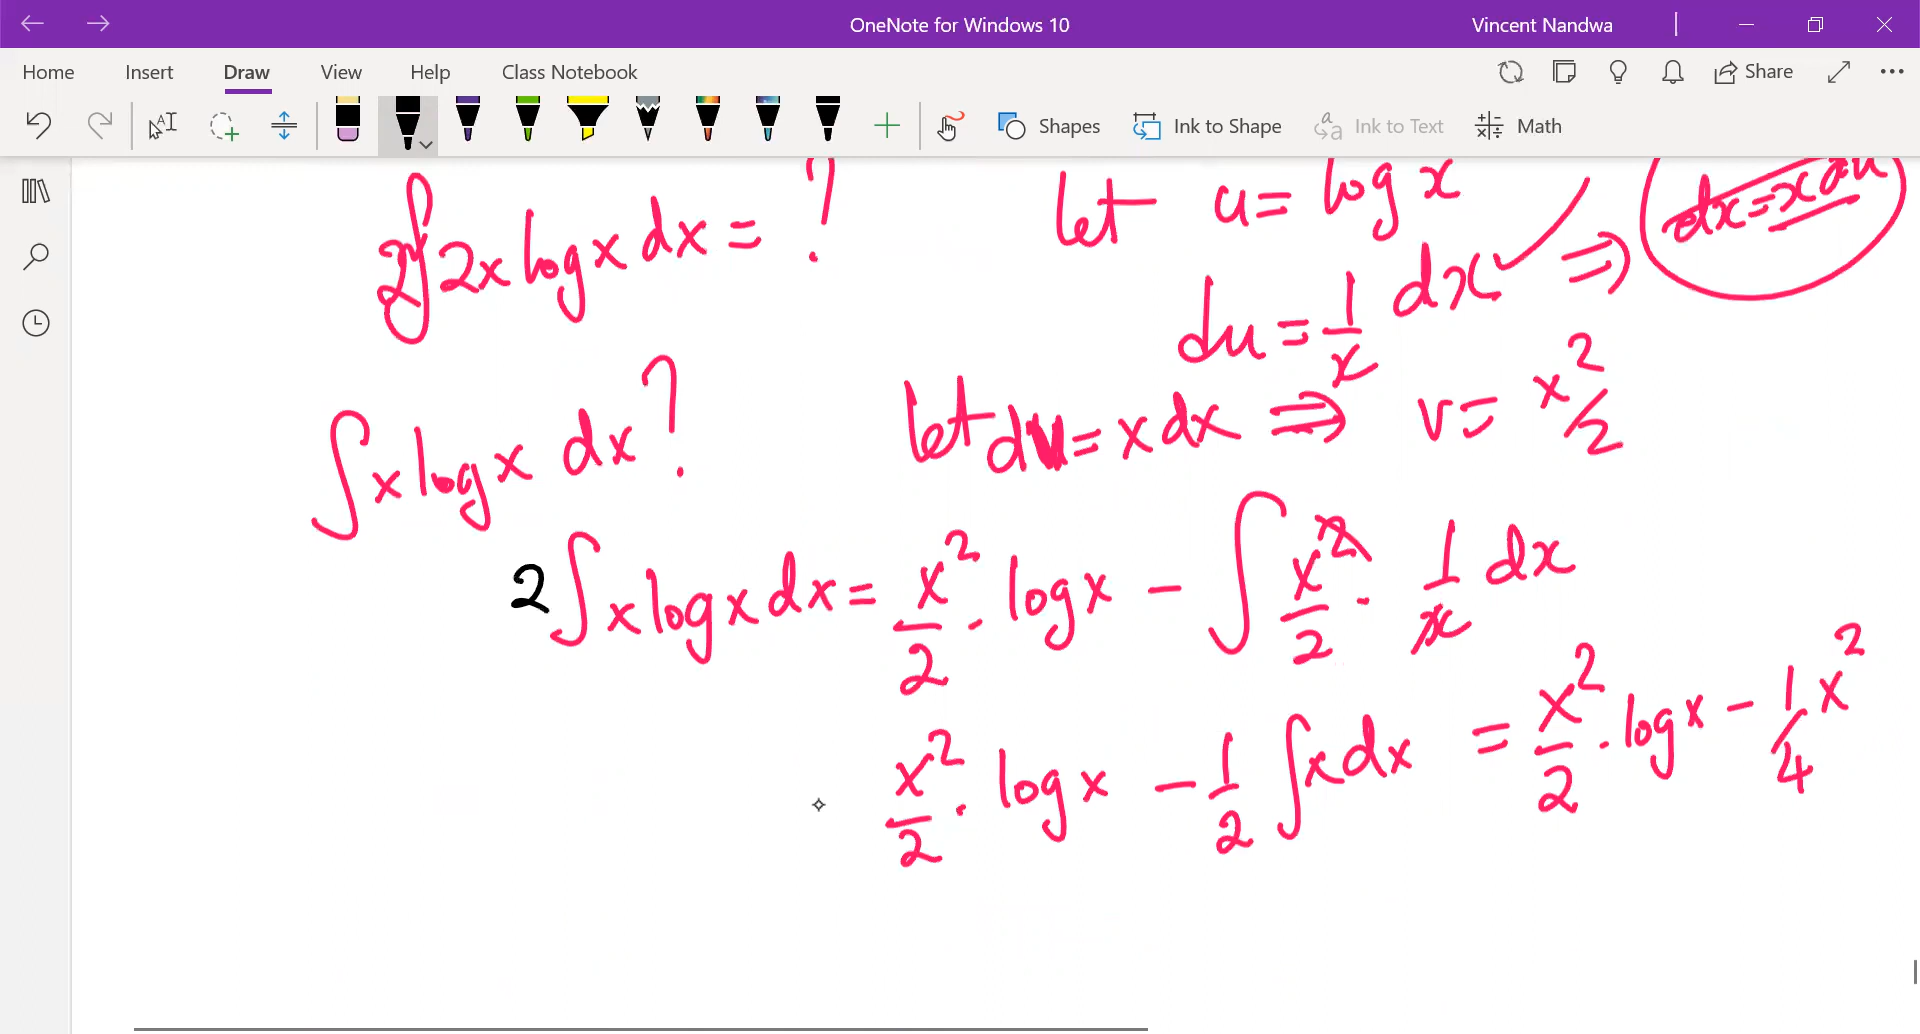 OneNote for Windows 10
Vincent Nandwa
Home Insert Draw View Help Class Notebook Share
Shapes Ink to Shape Ink to Text Math
2∫2x log x dx = ?
let u = log x
dx = x du
du = 1/x dx ⇒
∫x log x dx ?
let dv = x dx ⇒ v = x²/2
2∫x log x dx = x²/2 · log x − ∫ x²/2 · 1/x dx
x²/2 · log x − 1/2 ∫x dx = x²/2 · log x − 1/4 x²